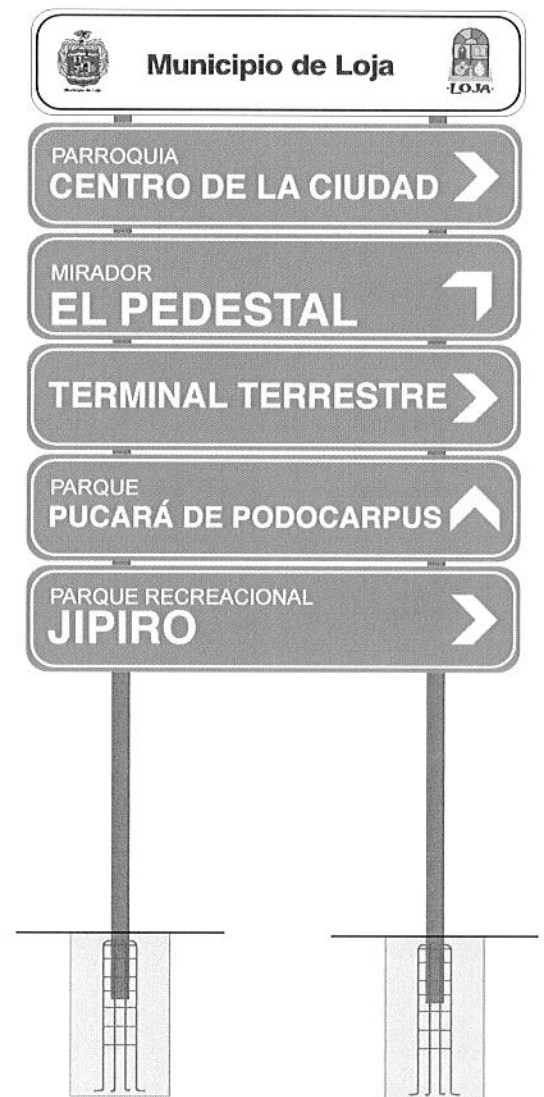 Municipio de Loja
·LOJA·
PARROQUIA
CENTRO DE LA CIUDAD
MIRADOR
EL PEDESTAL
TERMINAL TERRESTRE
PARQUE
PUCARÁ DE PODOCARPUS
PARQUE RECREACIONAL
JIPIRO